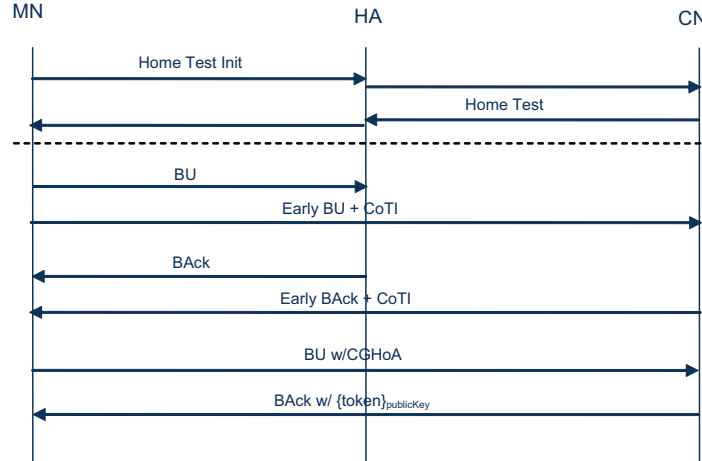 MN
HA
CN
Home Test Init
Home Test
BU
Early BU + CoTI
BAck
Early BAck + CoTI
BU w/CGHoA
BAck w/ {token}publicKey